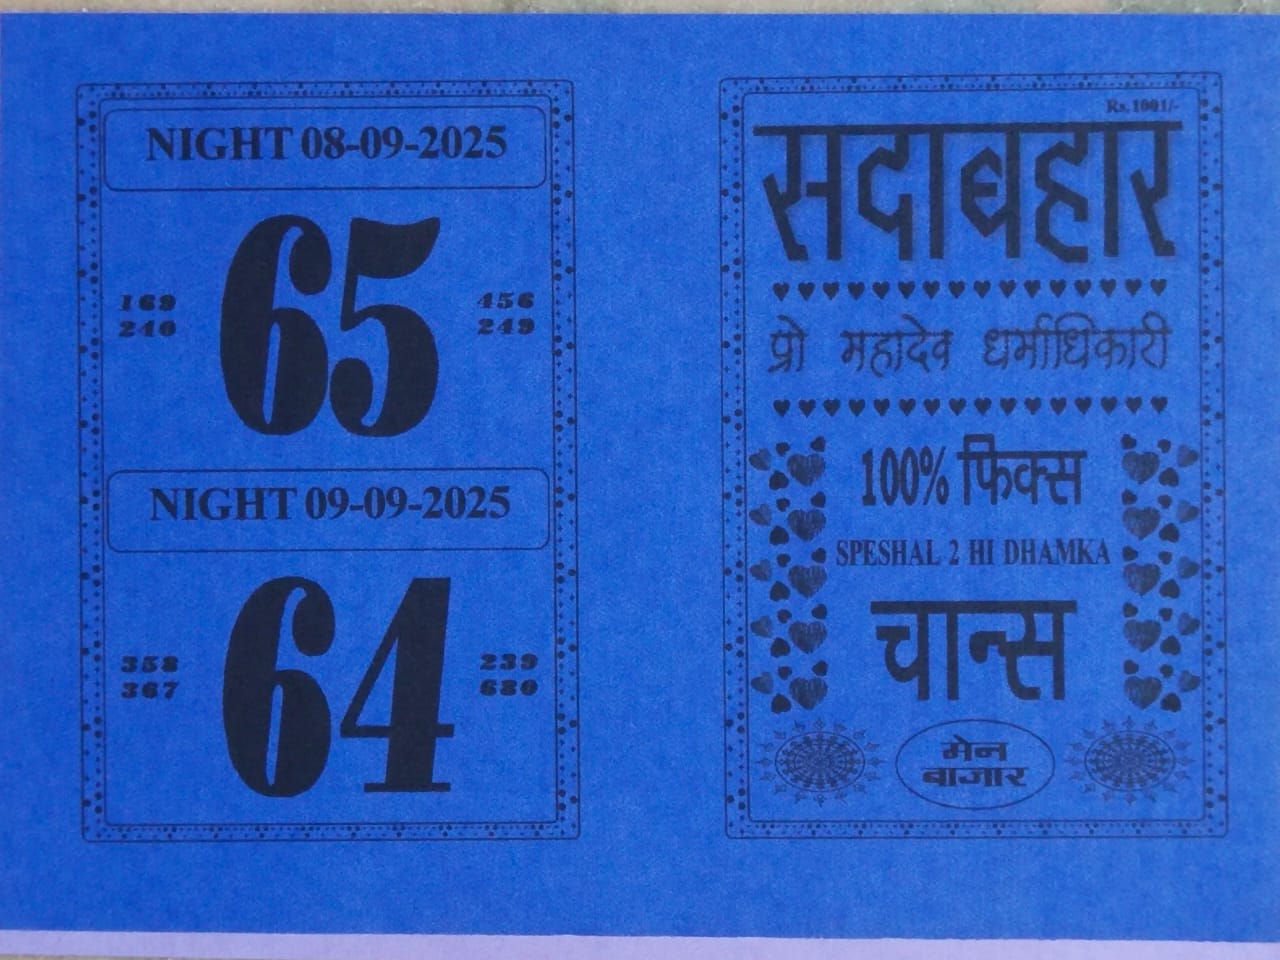 NIGHT 08-09-2025
65
169
240
456
249
NIGHT 09-09-2025
64
358
367
239
680
Rs.1001/-
सदाबहार
प्रो महादेव धर्माधिकारी
100% फिक्स
SPESHAL 2 HI DHAMKA
चान्स
मेन
बाजार